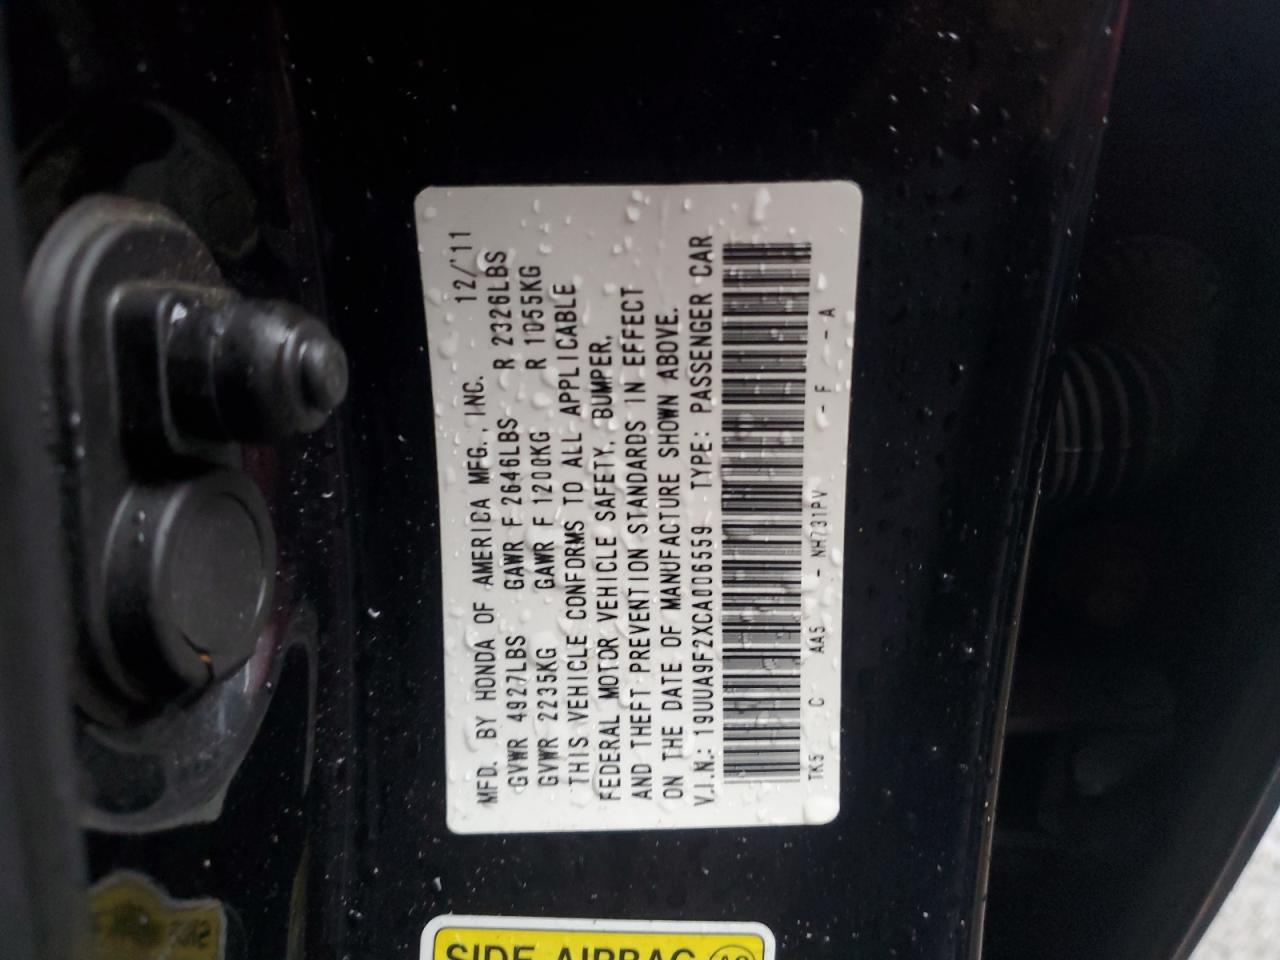 MFD. BY HONDA OF AMERICA MFG., INC. 12/'11
GVWR 4927LBS GAWR F 2646LBS R 2326LBS
GVWR 2235KG GAWR F 1200KG R 1055KG
THIS VEHICLE CONFORMS TO ALL APPLICABLE
FEDERAL MOTOR VEHICLE SAFETY, BUMPER,
AND THEFT PREVENTION STANDARDS IN EFFECT
ON THE DATE OF MANUFACTURE SHOWN ABOVE.
V.I.N.: 19UUA9F2XCA006559 TYPE: PASSENGER CAR
TK5 C AA5 - NH731PV - F - A
SIDE AIRBAG